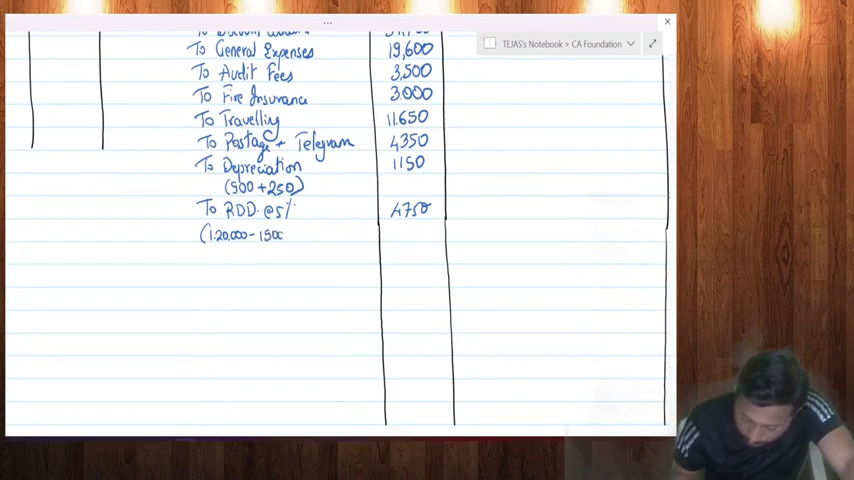 TEJAS's Notebook > CA Foundation
To General Expenses 19,600
To Audit Fees 3,500
To Fire Insurance 3.000
To Travelling 11.650
To Postage + Telegram 4350
To Depreciation 1150
(900 + 250)
To RDD. @5% 4750
(1.20.000 - 1500